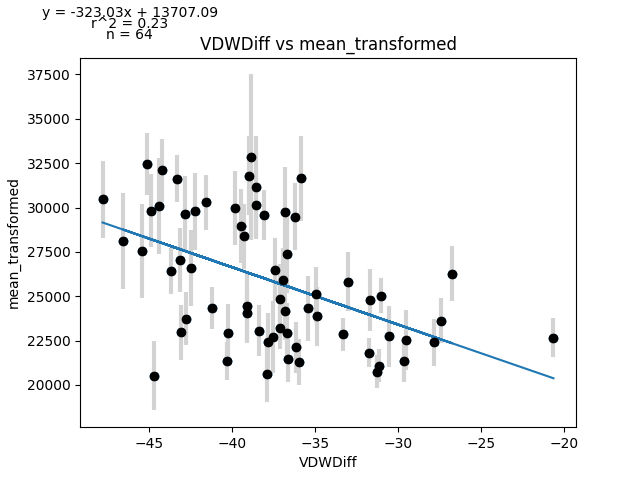 y = -323.03x + 13707.09
r^2 = 0.23
n = 64
VDWDiff vs mean_transformed
37500
35000
32500
30000
27500
25000
22500
20000
mean_transformed
−45
−40
−35
−30
−25
−20
VDWDiff